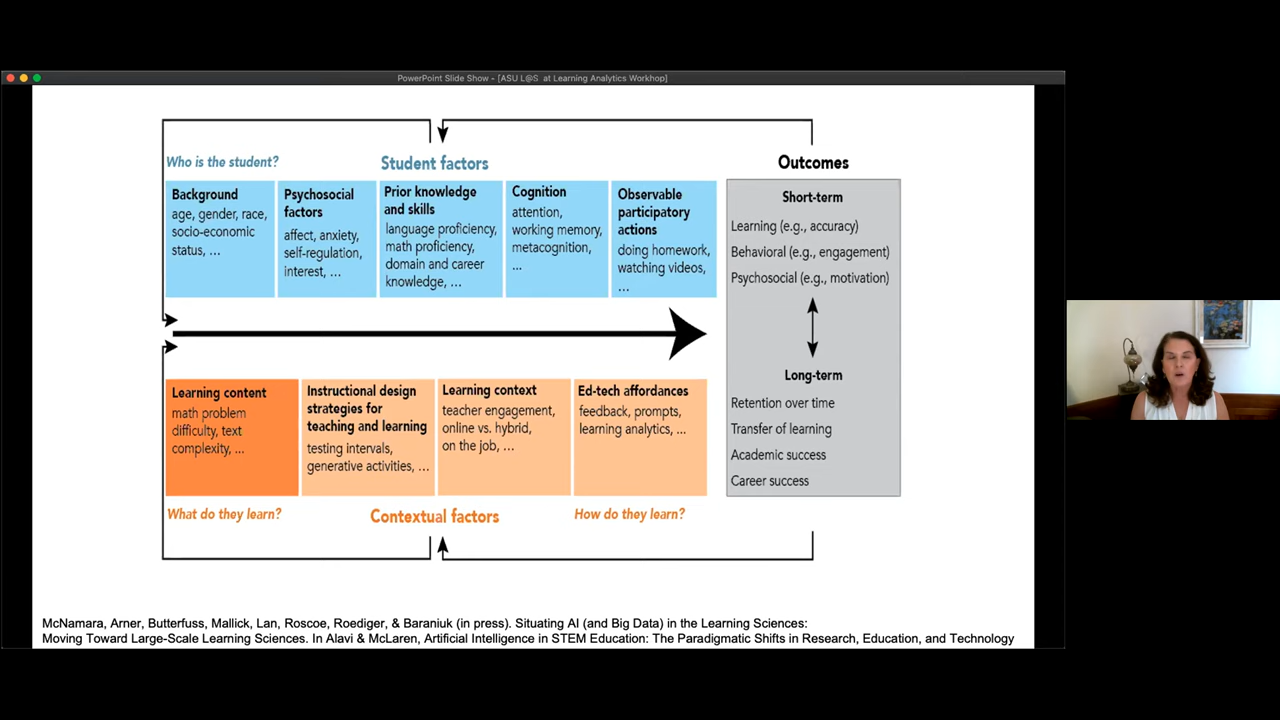 PowerPoint Slide Show - [ASU L@S at Learning Analytics Workhop]
Who is the student?
Student factors
Outcomes
Background
age, gender, race,
socio-economic
status, ...
Psychosocial
factors
affect, anxiety,
self-regulation,
interest, ...
Prior knowledge
and skills
language proficiency,
math proficiency,
domain and career
knowledge, ...
Cognition
attention,
working memory,
metacognition,
...
Observable
participatory
actions
doing homework,
watching videos,
...
Short-term
Learning (e.g., accuracy)
Behavioral (e.g., engagement)
Psychosocial (e.g., motivation)
Long-term
Retention over time
Transfer of learning
Academic success
Career success
Learning content
math problem
difficulty, text
complexity, ...
Instructional design
strategies for
teaching and learning
testing intervals,
generative activities, ...
Learning context
teacher engagement,
online vs. hybrid,
on the job, ...
Ed-tech affordances
feedback, prompts,
learning analytics, ...
What do they learn?
Contextual factors
How do they learn?
McNamara, Arner, Butterfuss, Mallick, Lan, Roscoe, Roediger, & Baraniuk (in press). Situating AI (and Big Data) in the Learning Sciences:
Moving Toward Large-Scale Learning Sciences. In Alavi & McLaren, Artificial Intelligence in STEM Education: The Paradigmatic Shifts in Research, Education, and Technology